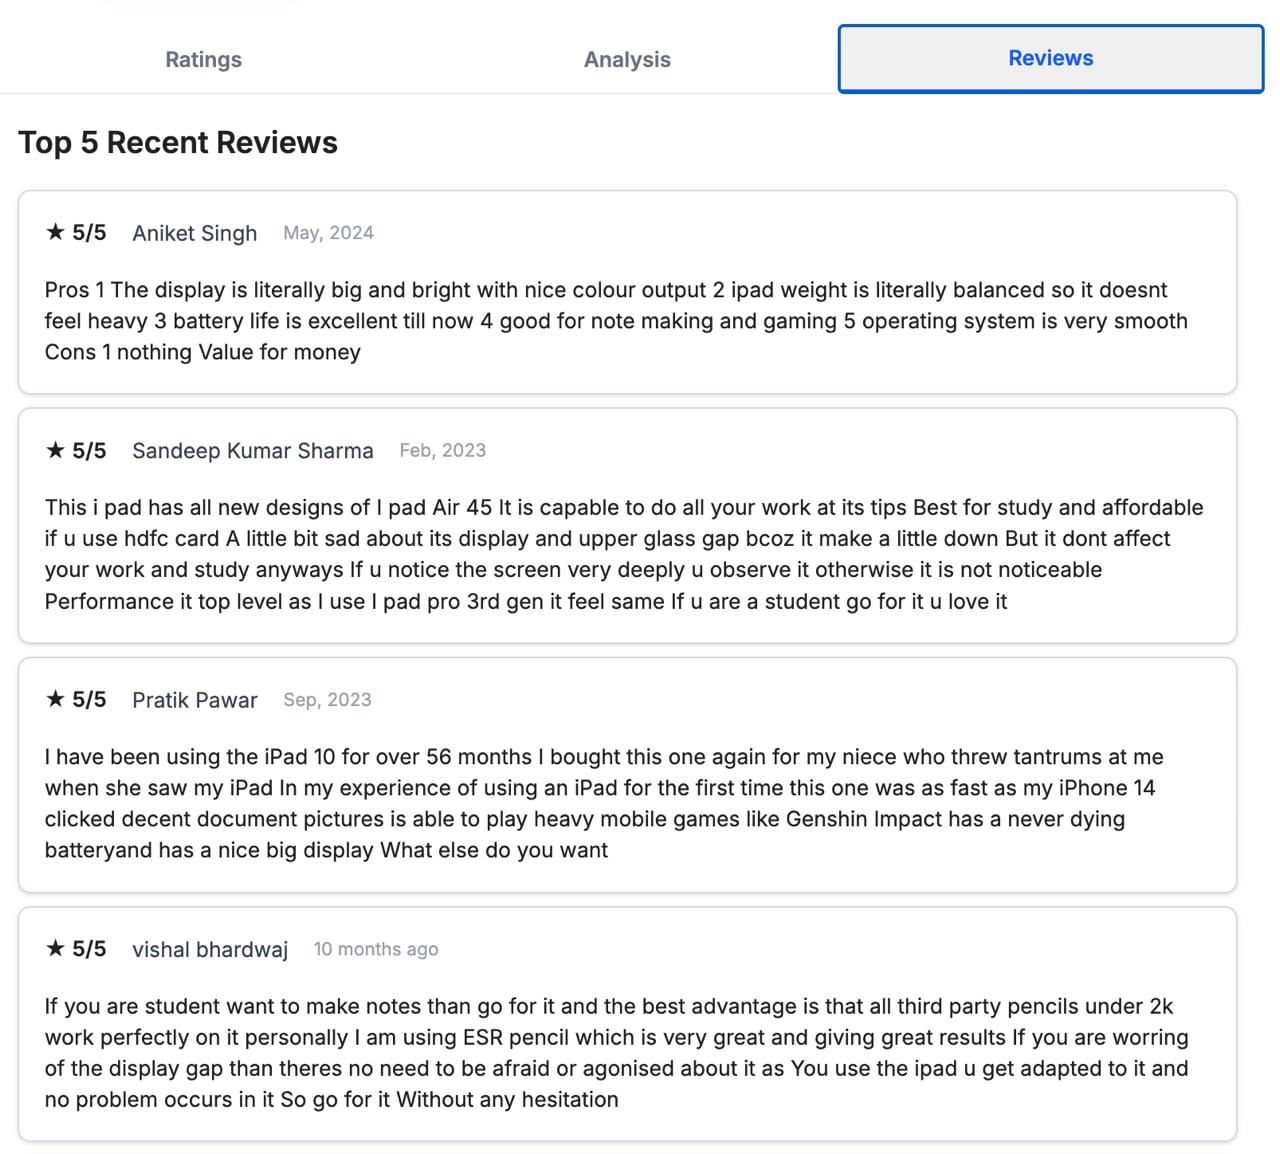 Ratings
Analysis
Reviews
Top 5 Recent Reviews
★ 5/5 Aniket Singh May, 2024
Pros 1 The display is literally big and bright with nice colour output 2 ipad weight is literally balanced so it doesnt
feel heavy 3 battery life is excellent till now 4 good for note making and gaming 5 operating system is very smooth
Cons 1 nothing Value for money
★ 5/5 Sandeep Kumar Sharma Feb, 2023
This i pad has all new designs of I pad Air 45 It is capable to do all your work at its tips Best for study and affordable
if u use hdfc card A little bit sad about its display and upper glass gap bcoz it make a little down But it dont affect
your work and study anyways If u notice the screen very deeply u observe it otherwise it is not noticeable
Performance it top level as I use I pad pro 3rd gen it feel same If u are a student go for it u love it
★ 5/5 Pratik Pawar Sep, 2023
I have been using the iPad 10 for over 56 months I bought this one again for my niece who threw tantrums at me
when she saw my iPad In my experience of using an iPad for the first time this one was as fast as my iPhone 14
clicked decent document pictures is able to play heavy mobile games like Genshin Impact has a never dying
batteryand has a nice big display What else do you want
★ 5/5 vishal bhardwaj 10 months ago
If you are student want to make notes than go for it and the best advantage is that all third party pencils under 2k
work perfectly on it personally I am using ESR pencil which is very great and giving great results If you are worring
of the display gap than theres no need to be afraid or agonised about it as You use the ipad u get adapted to it and
no problem occurs in it So go for it Without any hesitation